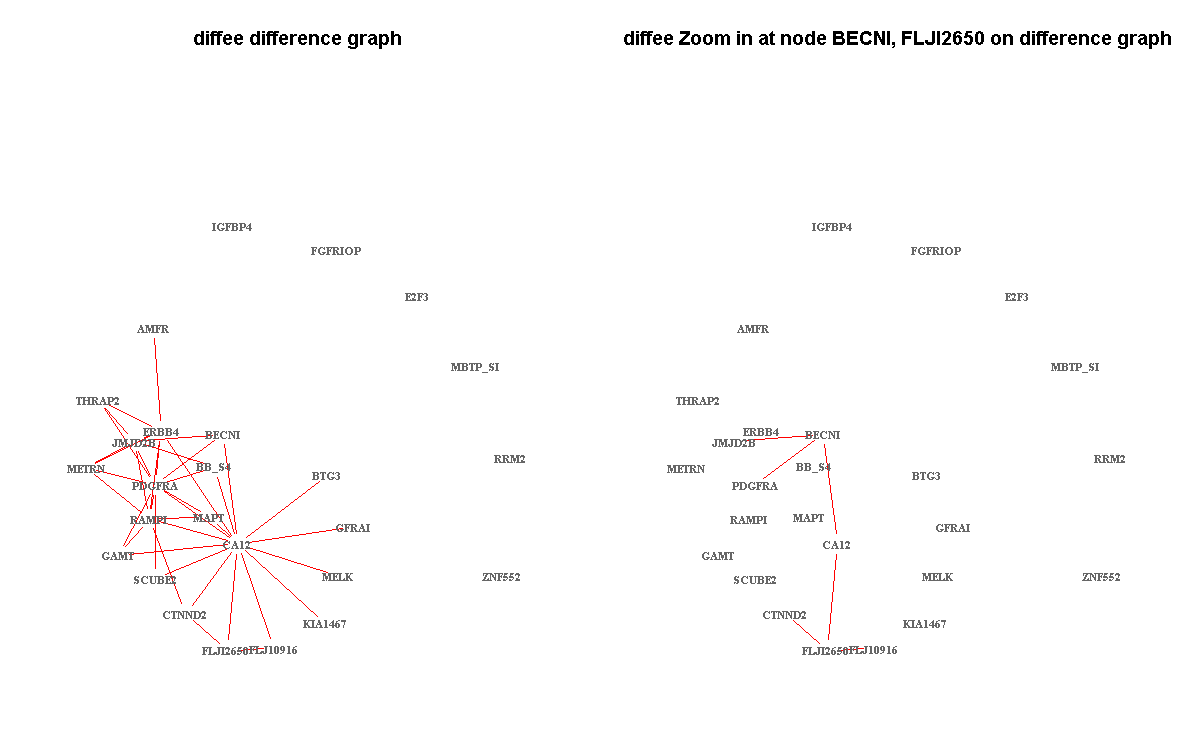 diffee difference graph
IGFBP4
FGFRIOP
E2F3
AMFR
MBTP_SI
THRAP2
ERBB4
BECNI
JMJD2B
RRM2
METRN
BB_S4
BTG3
PDGFRA
RAMPI
MAPT
GFRAI
CA12
GAMT
SCUBE2
MELK
ZNF552
CTNND2
KIA1467
FLJI2650
FLJ10916
diffee Zoom in at node BECNI, FLJI2650 on difference graph
IGFBP4
FGFRIOP
E2F3
AMFR
MBTP_SI
THRAP2
ERBB4
BECNI
JMJD2B
RRM2
METRN
BB_S4
BTG3
PDGFRA
RAMPI
MAPT
GFRAI
CA12
GAMT
SCUBE2
MELK
ZNF552
CTNND2
KIA1467
FLJI2650
FLJ10916